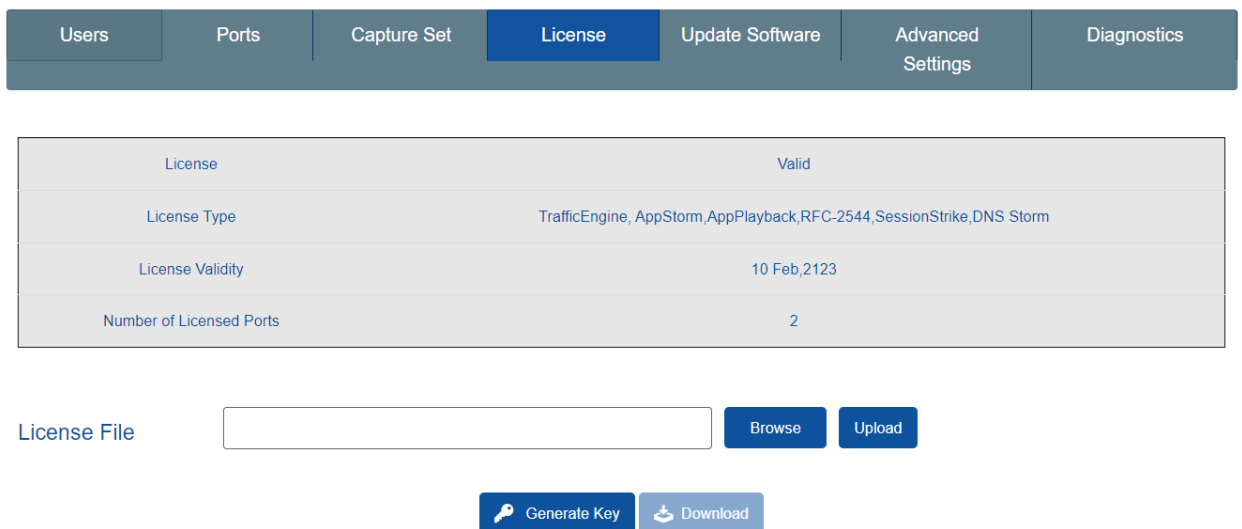 Users Ports Capture Set License Update Software Advanced Settings Diagnostics
License Valid
License Type TrafficEngine, AppStorm,AppPlayback,RFC-2544,SessionStrike,DNS Storm
License Validity 10 Feb,2123
Number of Licensed Ports 2
License File Browse Upload
Generate Key Download